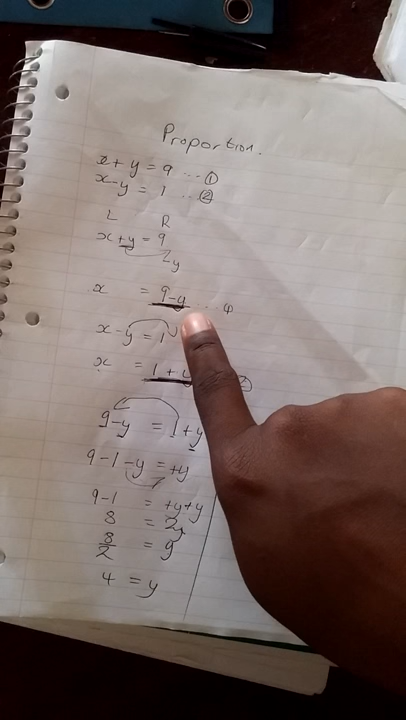 Proportion.
x + y = 9 ... ①
x - y = 1 ... ②
L R
x + y = 9
x = 9 - y ...
x - y = 1
x = 1 + y ②
9 - y = 1 + y
9 - 1 - y = + y
9 - 1 = + y + y
8 = 2y
8/2 = y
4 = y